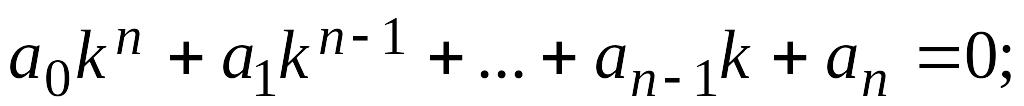 a₀kⁿ + a₁kⁿ⁻¹ + ... + aₙ₋₁k + aₙ = 0;